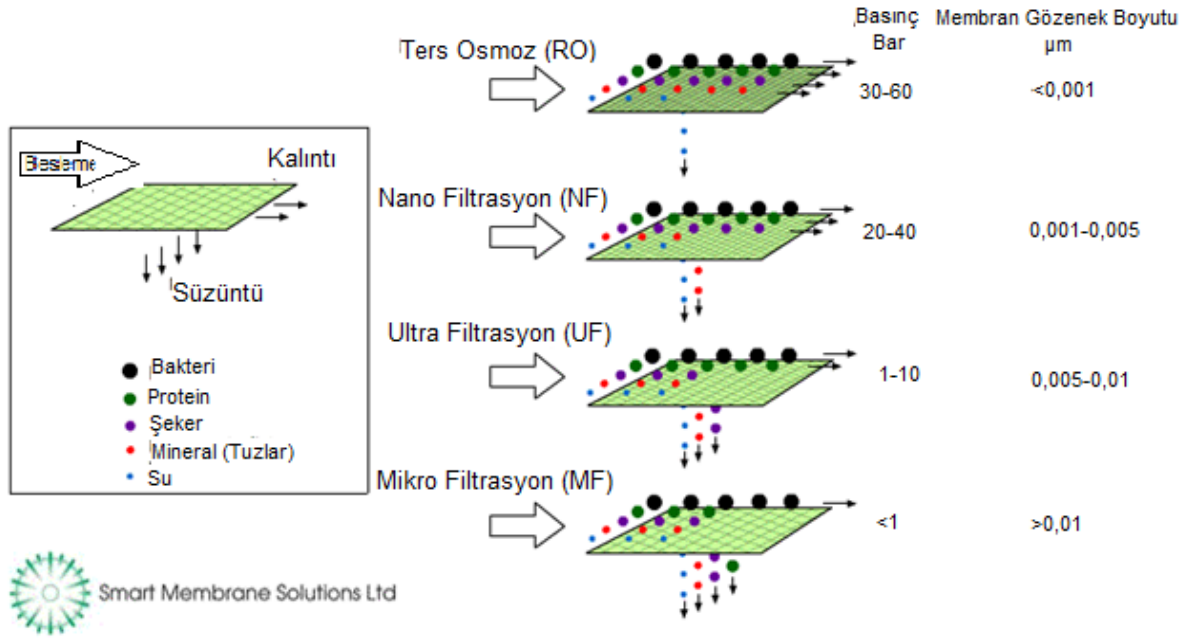 Basınç
Bar
Membran Gözenek Boyutu
µm
Ters Osmoz (RO)
30-60
<0,001
Besleme
Kalıntı
Süzüntü
Nano Filtrasyon (NF)
20-40
0,001-0,005
Ultra Filtrasyon (UF)
1-10
0,005-0,01
Bakteri
Protein
Şeker
Mineral (Tuzlar)
Su
Mikro Filtrasyon (MF)
<1
>0,01
Smart Membrane Solutions Ltd